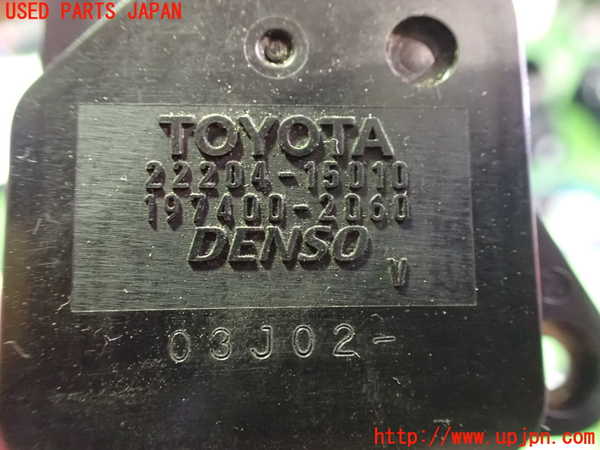 USED PARTS JAPAN
TOYOTA
22204-15010
197400-2060
DENSO
V
03J02-
http://www.upjpn.com